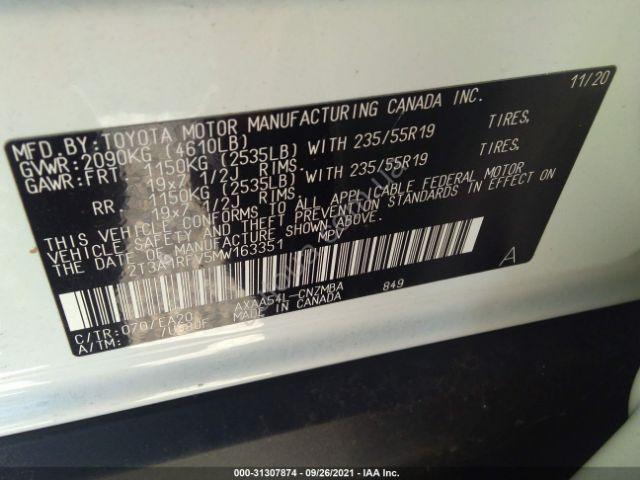 11/20
MFD.BY:TOYOTA MOTOR MANUFACTURING CANADA INC.
GVWR:2090KG (4610LB)
GAWR:FRT. 1150KG (2535LB) WITH 235/55R19 TIRES.
19x7 1/2J RIMS.
RR 1150KG (2535LB) WITH 235/55R19 TIRES.
19x7 1/2J RIMS.
THIS VEHICLE CONFORMS TO ALL APPLICABLE FEDERAL MOTOR
VEHICLE SAFETY AND THEFT PREVENTION STANDARDS IN EFFECT ON
THE DATE OF MANUFACTURE SHOWN ABOVE.
2T3A1RFV5MW163351 MPV
A
C/TR:070/EA20 AXAA54L-CNZMBA 849
A/TM: MADE IN CANADA
000-31307874 | 09/26/2021 | IAA Inc.